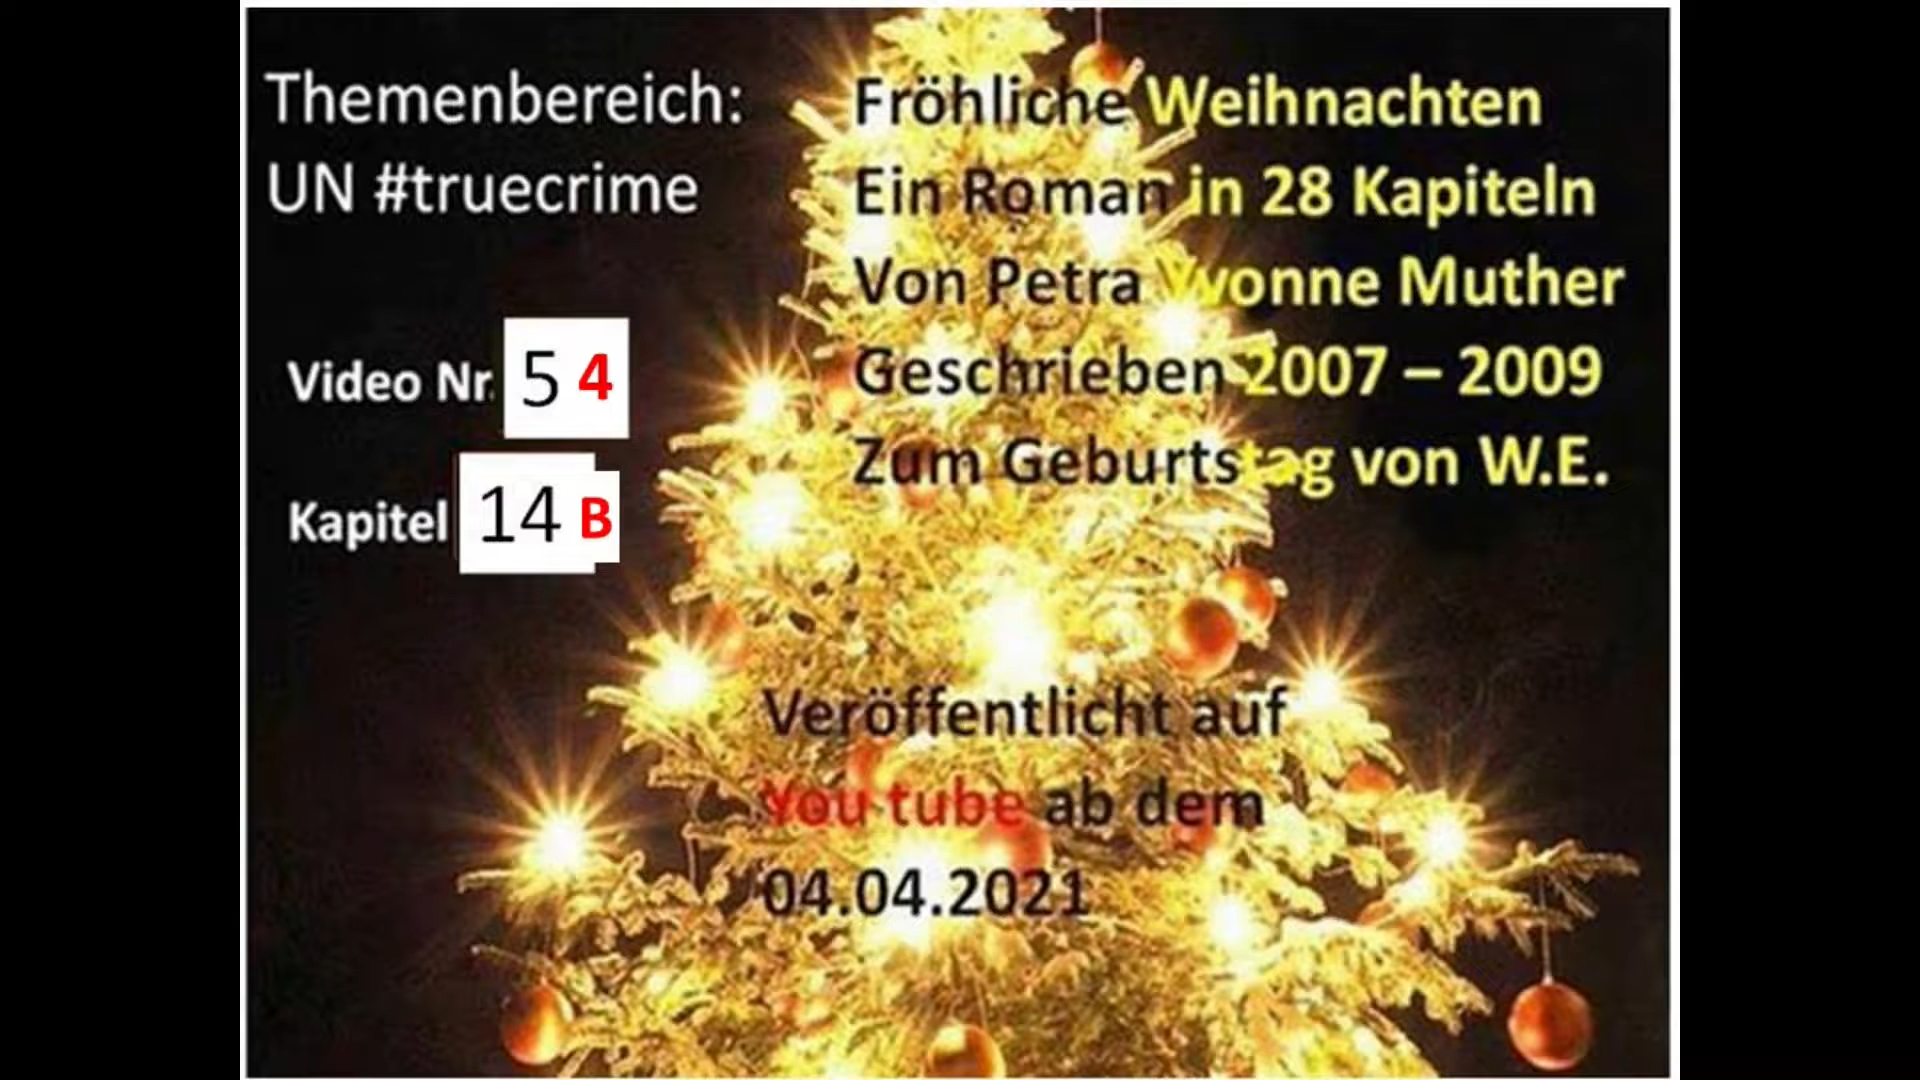 Themenbereich:
UN #truecrime
Video Nr. 5 4
Kapitel 14 B
Fröhliche Weihnachten
Ein Roman in 28 Kapiteln
Von Petra Yvonne Muther
Geschrieben 2007 – 2009
Zum Geburtstag von W.E.
Veröffentlicht auf
You tube ab dem
04.04.2021